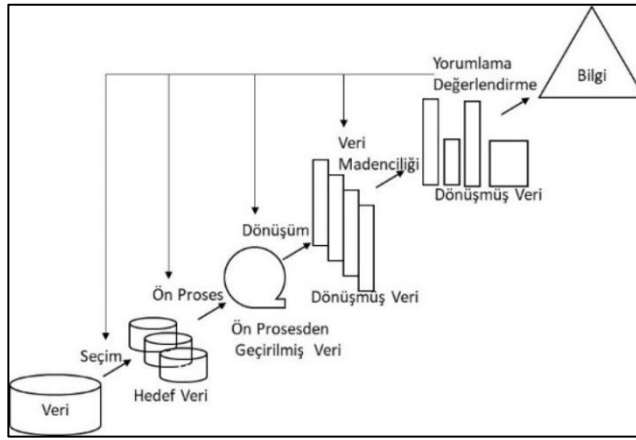 Yorumlama
Değerlendirme
Bilgi
Veri
Madenciliği
Dönüşmüş Veri
Dönüşüm
Dönüşmüş Veri
Ön Proses
Ön Prosesden
Geçirilmiş Veri
Seçim
Hedef Veri
Veri